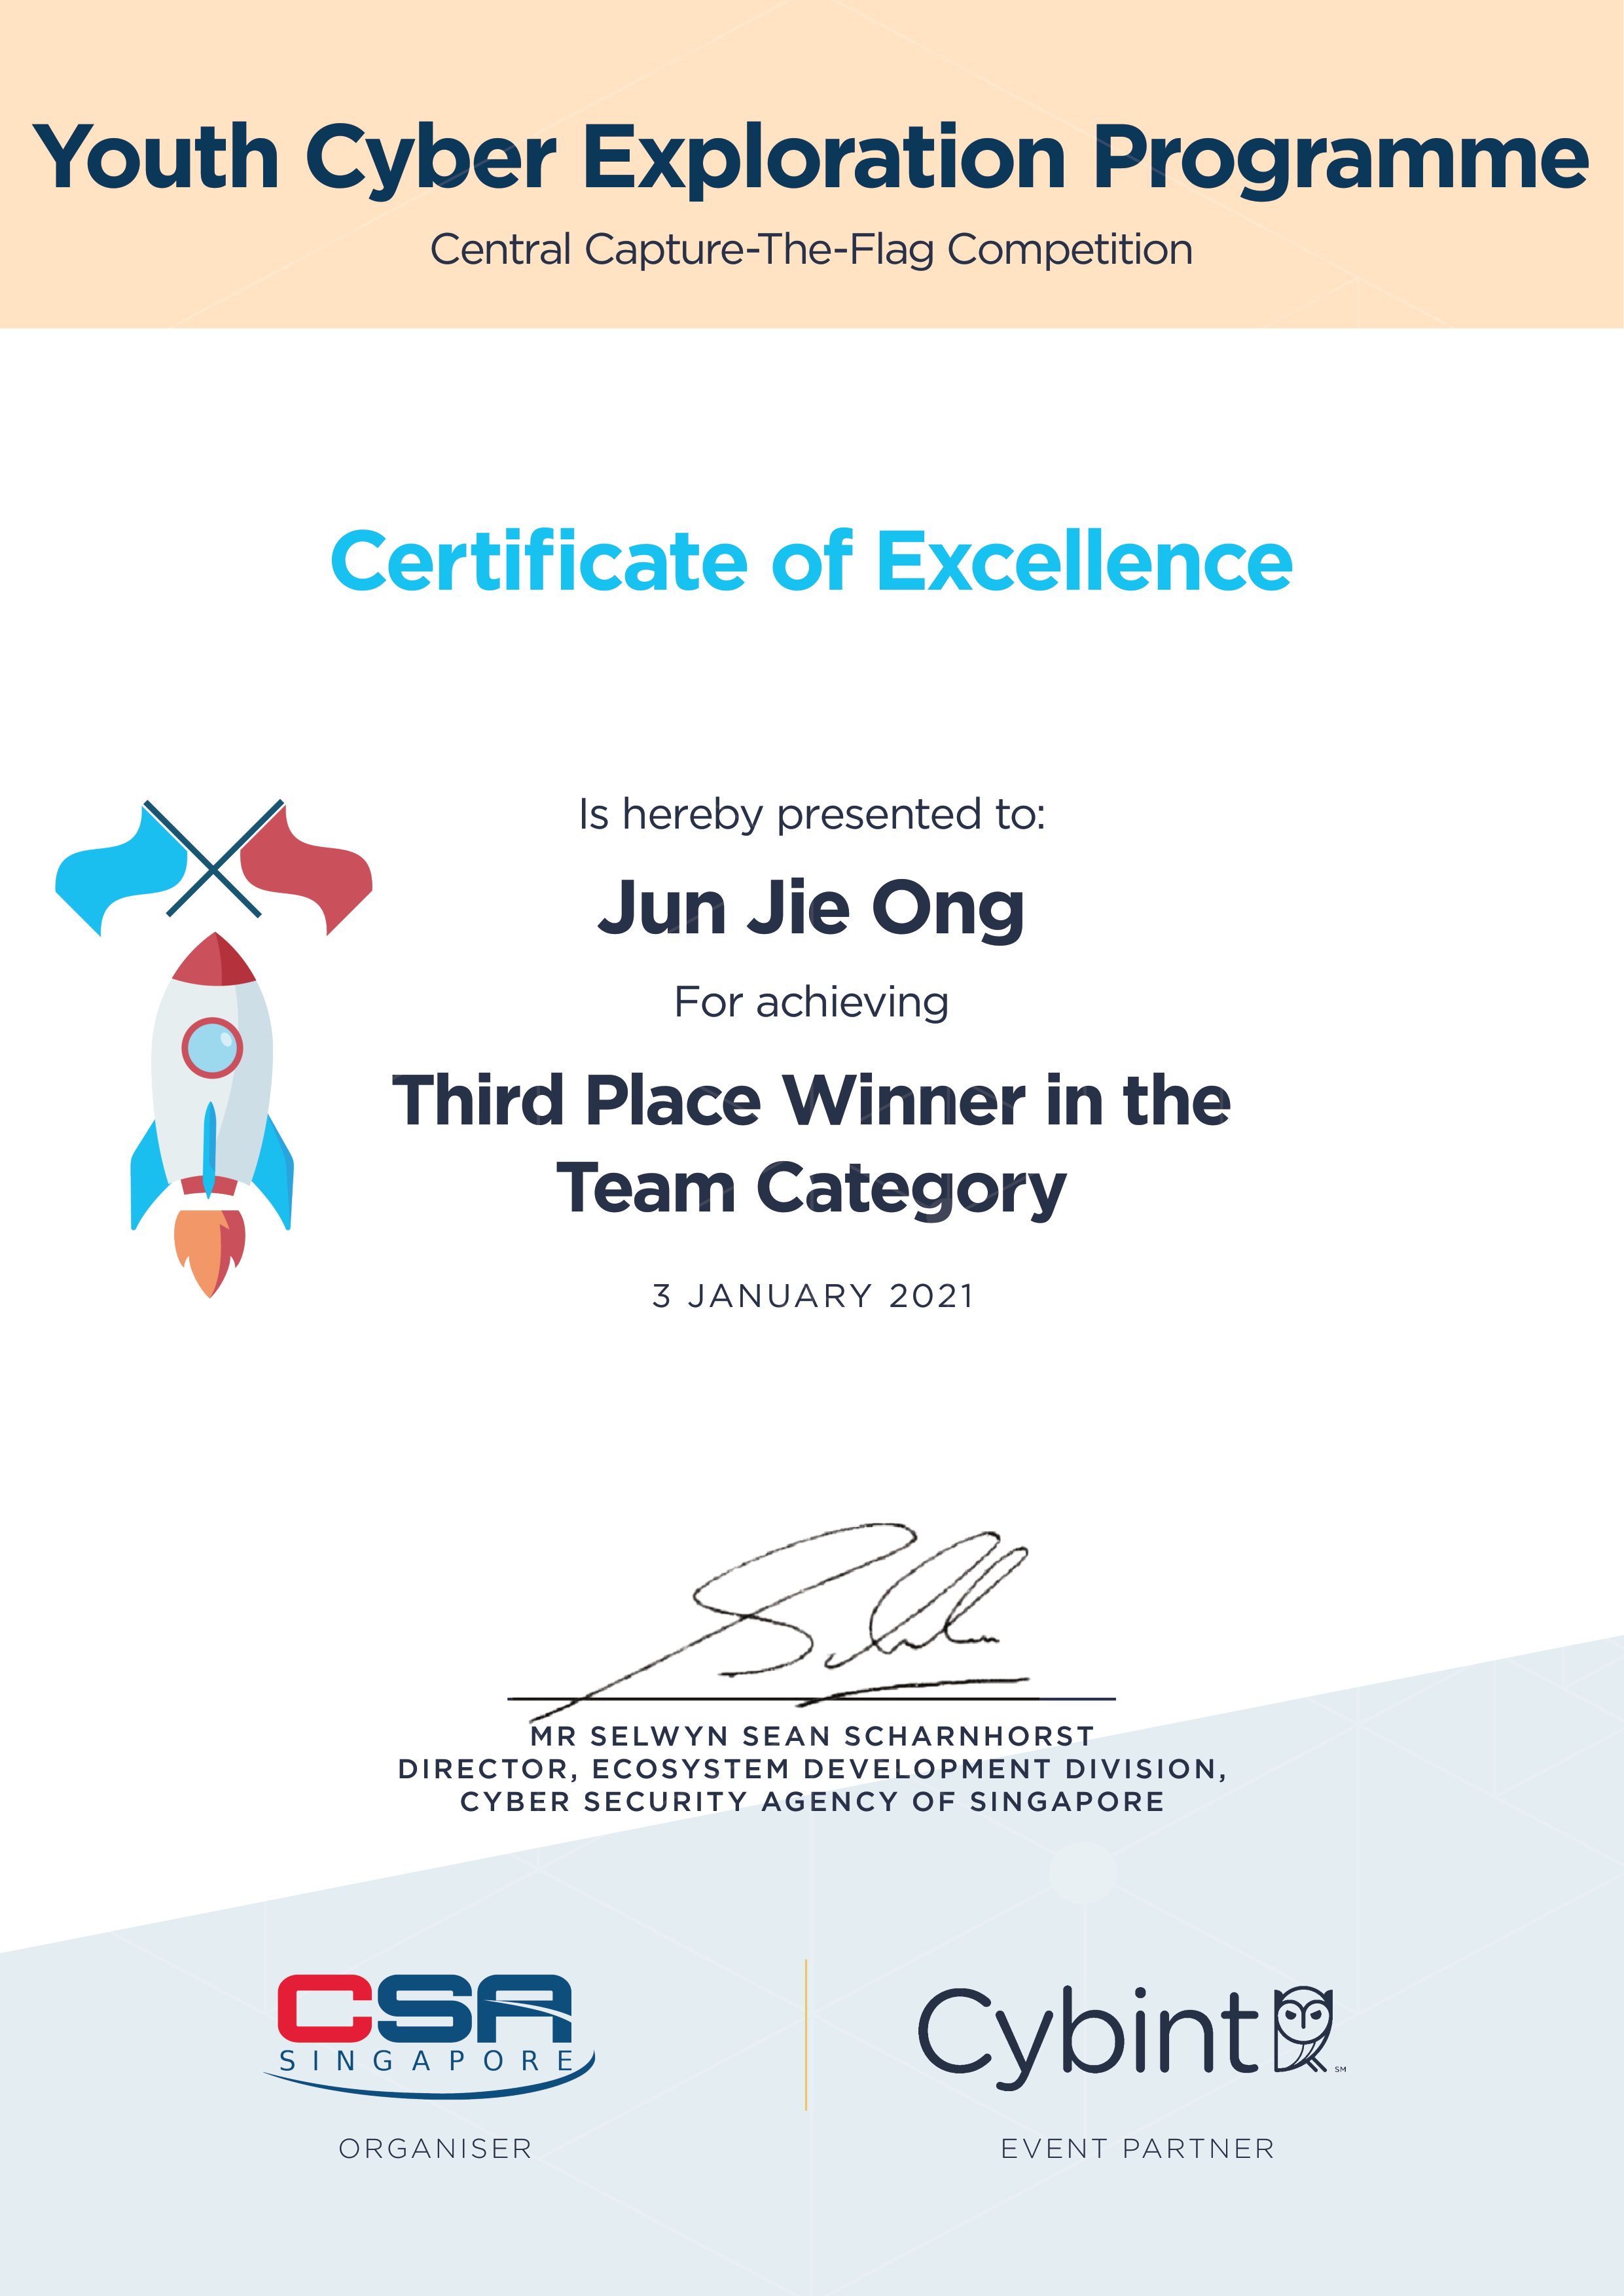 Youth Cyber Exploration Programme
Central Capture-The-Flag Competition
Certificate of Excellence
Is hereby presented to:
Jun Jie Ong
For achieving
Third Place Winner in the
Team Category
3 JANUARY 2021
MR SELWYN SEAN SCHARNHORST
DIRECTOR, ECOSYSTEM DEVELOPMENT DIVISION,
CYBER SECURITY AGENCY OF SINGAPORE
CSA
SINGAPORE
ORGANISER
Cybint SM
EVENT PARTNER